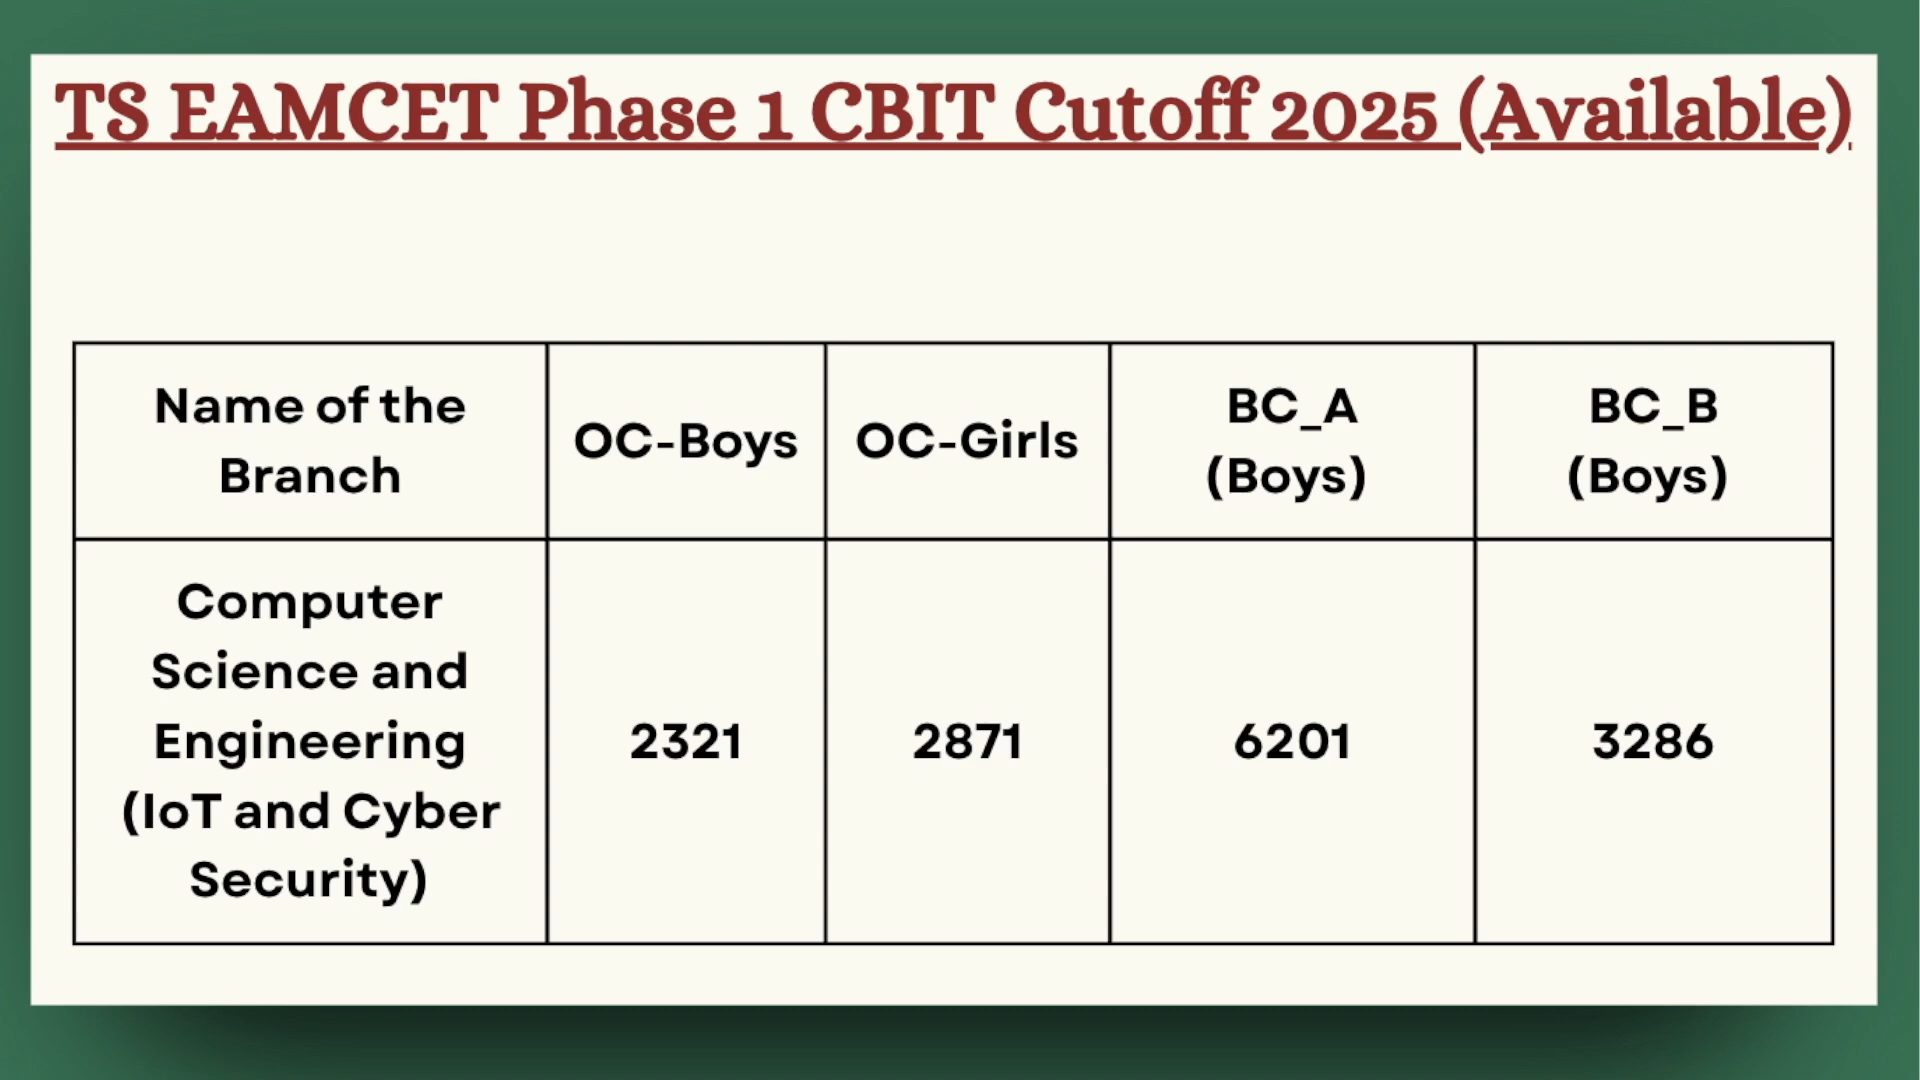 TS EAMCET Phase 1 CBIT Cutoff 2025 (Available)
Name of the
Branch
OC-Boys
OC-Girls
BC_A
(Boys)
BC_B
(Boys)
Computer
Science and
Engineering
(IoT and Cyber
Security)
2321
2871
6201
3286